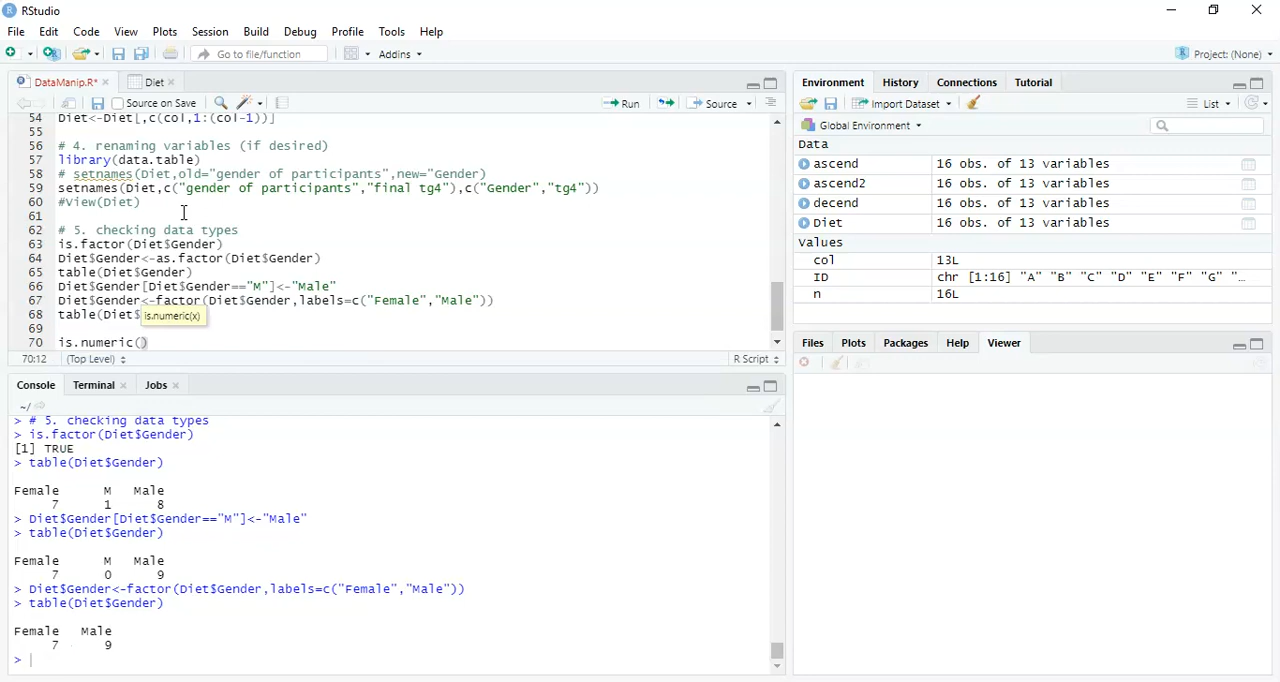 RStudio
File Edit Code View Plots Session Build Debug Profile Tools Help
Go to file/function Addins Project: (None)
DataManip.R* Diet
Source on Save Run Source
54 Diet<-Diet[,c(col,1:(col-1))]
55
56 # 4. renaming variables (if desired)
57 library(data.table)
58 # setnames(Diet,old="gender of participants",new="Gender)
59 setnames(Diet,c("gender of participants","final tg4"),c("Gender","tg4"))
60 #View(Diet)
61
62 # 5. checking data types
63 is.factor(Diet$Gender)
64 Diet$Gender<-as.factor(Diet$Gender)
65 table(Diet$Gender)
66 Diet$Gender[Diet$Gender=="M"]<-"Male"
67 Diet$Gender<-factor(Diet$Gender,labels=c("Female","Male"))
68 table(Diet$
is.numeric(x)
69
70 is.numeric()
70:12 (Top Level) R Script
Console Terminal Jobs
~/
> # 5. checking data types
> is.factor(Diet$Gender)
[1] TRUE
> table(Diet$Gender)
Female M Male
7 1 8
> Diet$Gender[Diet$Gender=="M"]<-"Male"
> table(Diet$Gender)
Female M Male
7 0 9
> Diet$Gender<-factor(Diet$Gender,labels=c("Female","Male"))
> table(Diet$Gender)
Female Male
7 9
>
Environment History Connections Tutorial
Import Dataset List
Global Environment
Data
ascend 16 obs. of 13 variables
ascend2 16 obs. of 13 variables
decend 16 obs. of 13 variables
Diet 16 obs. of 13 variables
Values
col 13L
ID chr [1:16] "A" "B" "C" "D" "E" "F" "G" "…
n 16L
Files Plots Packages Help Viewer